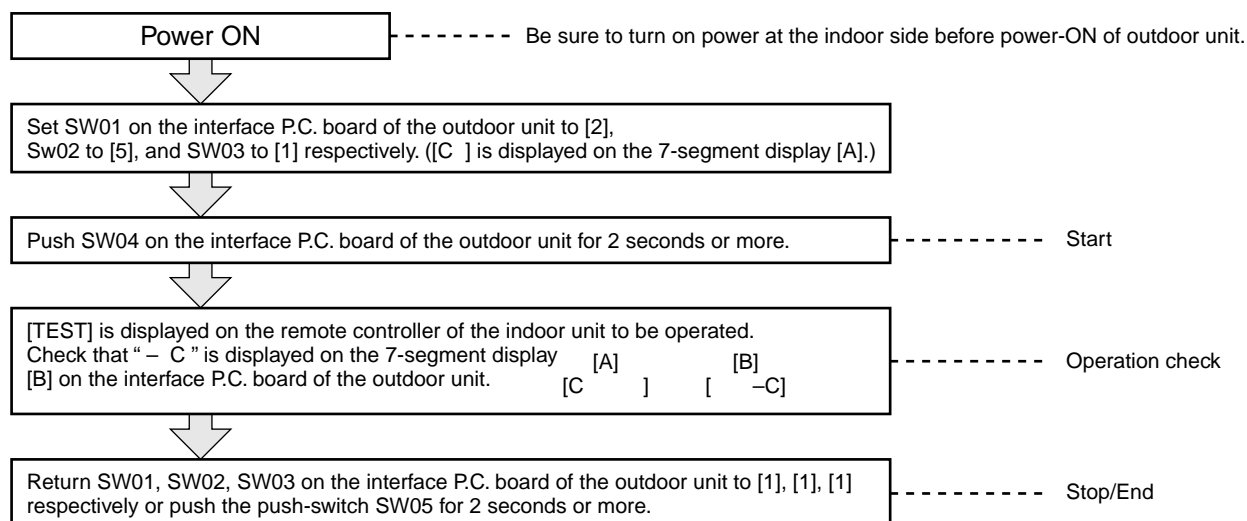 Power ON
Be sure to turn on power at the indoor side before power-ON of outdoor unit.
Set SW01 on the interface P.C. board of the outdoor unit to [2],
Sw02 to [5], and SW03 to [1] respectively. ([C  ] is displayed on the 7-segment display [A].)
Push SW04 on the interface P.C. board of the outdoor unit for 2 seconds or more.
Start
[TEST] is displayed on the remote controller of the indoor unit to be operated.
Check that “ –  C ” is displayed on the 7-segment display
[B] on the interface P.C. board of the outdoor unit.
[A] [B]
[C ] [ –C]
Operation check
Return SW01, SW02, SW03 on the interface P.C. board of the outdoor unit to [1], [1], [1]
respectively or push the push-switch SW05 for 2 seconds or more.
Stop/End